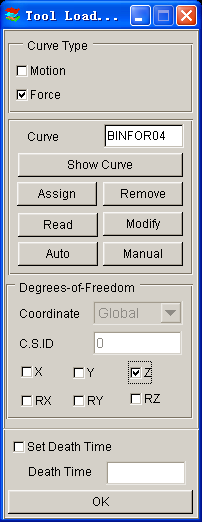 Tool Load...
Curve Type
Motion
Force
Curve BINFOR04
Show Curve
Assign Remove
Read Modify
Auto Manual
Degrees-of-Freedom
Coordinate Global
C.S.ID 0
X Y Z
RX RY RZ
Set Death Time
Death Time
OK